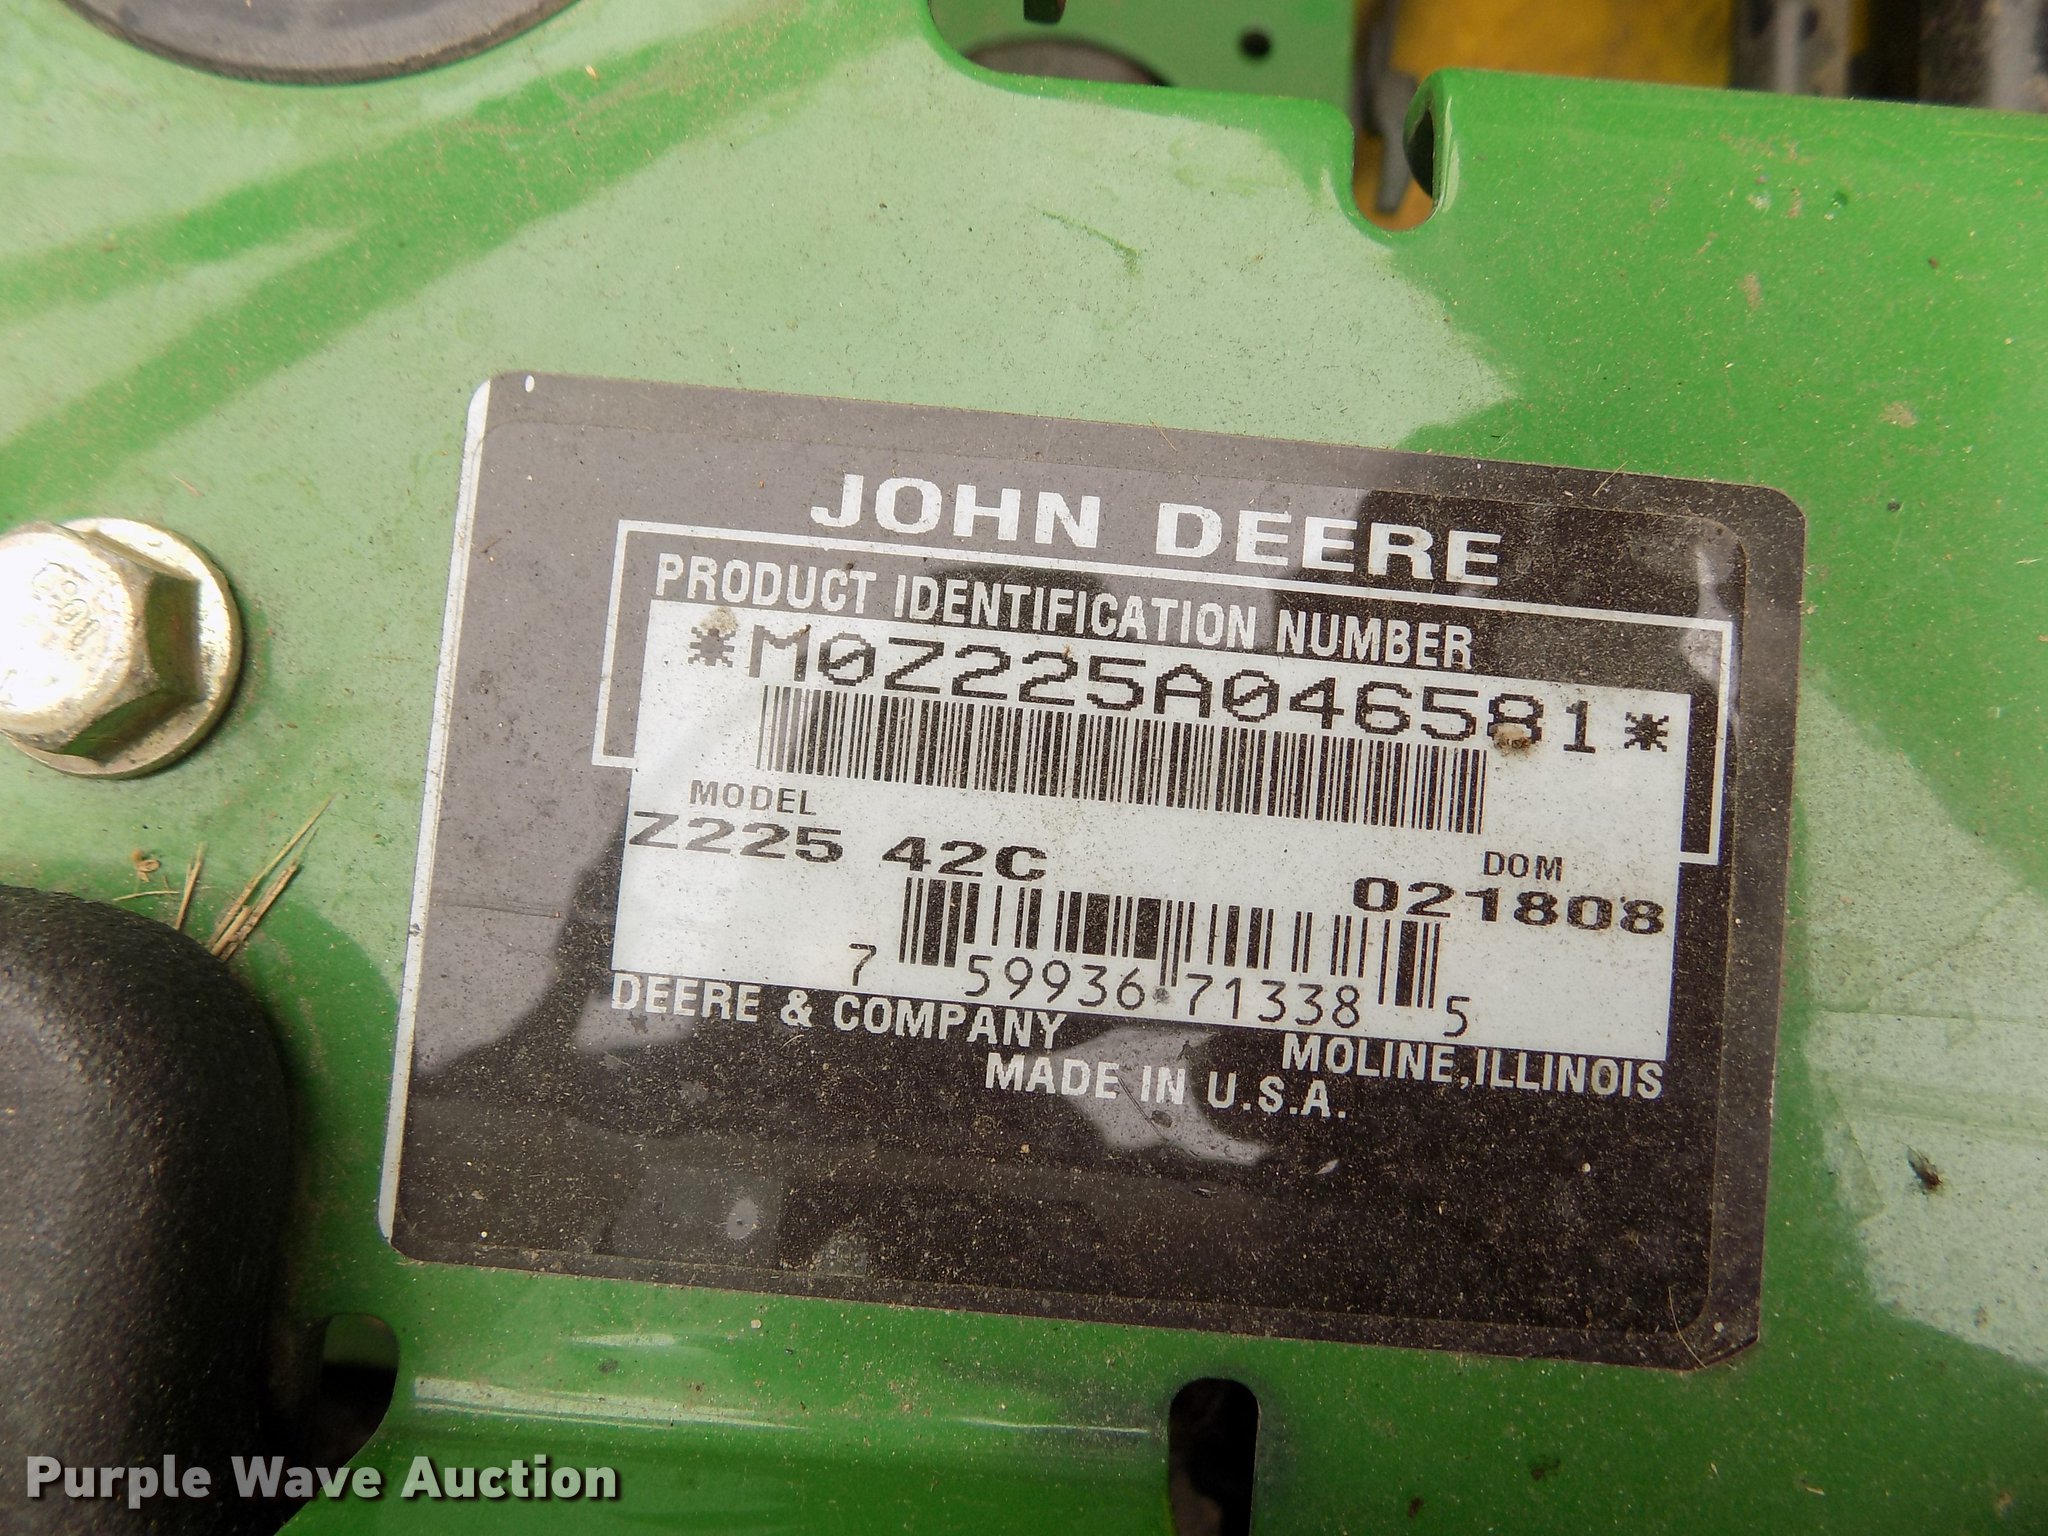 JOHN DEERE
PRODUCT IDENTIFICATION NUMBER
*M0Z225A046581*
MODEL
Z225 42C
DOM
021808
7 59936 71338 5
DEERE & COMPANY MOLINE, ILLINOIS
MADE IN U.S.A.
Purple Wave Auction